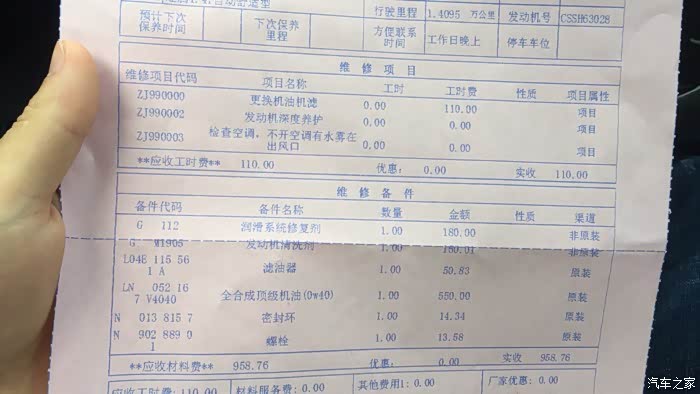 行驶里程 1.4095 万公里 发动机号 CSSH63028
预计下次保养时间 下次保养里程 方便联系时间 工作日晚上 停车车位
维 修 项 目
维修项目代码 项目名称 工时 工时费 性质 项目属性
ZJ990000 更换机油机滤 0.00 110.00 项目
ZJ990002 发动机深度养护 0.00 0.00 项目
ZJ990003 检查空调，不开空调有水雾在出风口 0.00 0.00 项目
**应收工时费** 110.00 优惠: 0.00 实收 110.00
维 修 备 件
备件代码 备件名称 数量 金额 性质 渠道
G 112 润滑系统修复剂 1.00 180.00 非原装
G W1905 发动机清洗剂 1.00 180.01 非原装
L04E 115 561 A 滤油器 1.00 50.83 原装
LN 052 167 V4040 全合成顶级机油(0w40) 1.00 550.00 原装
N 013 815 7 密封环 1.00 14.34 原装
N 902 889 01 螺栓 1.00 13.58 原装
**应收材料费** 958.76 优惠: 0.00 实收 958.76
应收工时费: 110.00 材料服务费: 0.00 其他费用1: 0.00 厂家优惠: 0.00
汽车之家